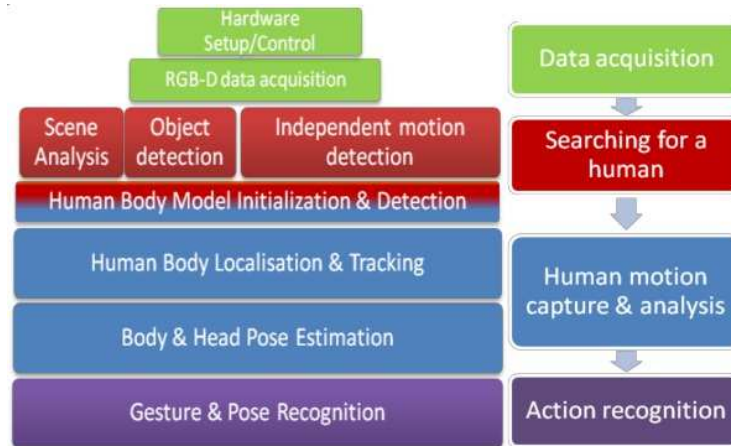 Hardware
Setup/Control
RGB-D data acquisition
Scene
Analysis
Object
detection
Independent motion
detection
Human Body Model Initialization & Detection
Human Body Localisation & Tracking
Body & Head Pose Estimation
Gesture & Pose Recognition
Data acquisition
Searching for a
human
Human motion
capture & analysis
Action recognition